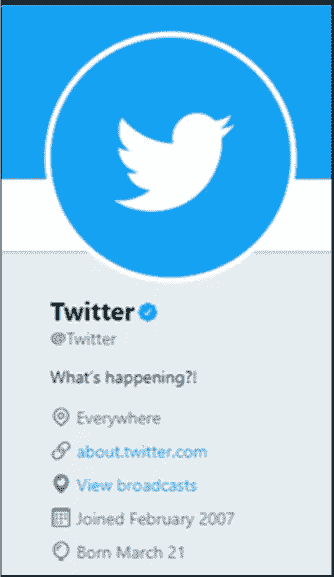 Twitter
@Twitter
What's happening?!
Everywhere
about.twitter.com
View broadcasts
Joined February 2007
Born March 21